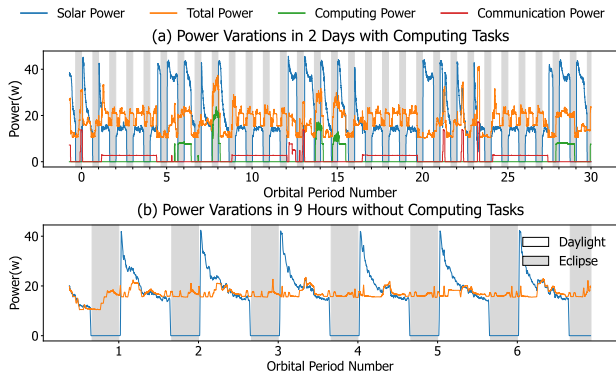 Solar Power Total Power Computing Power Communication Power
(a) Power Varations in 2 Days with Computing Tasks
Power(w)
40
20
0
0 5 10 15 20 25 30
Orbital Period Number
(b) Power Varations in 9 Hours without Computing Tasks
Power(w)
40
20
0
Daylight
Eclipse
1 2 3 4 5 6
Orbital Period Number